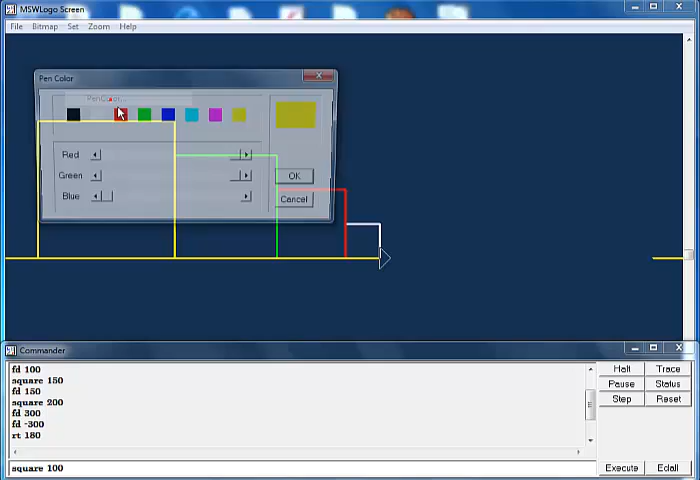 MSWLogo Screen
File Bitmap Set Zoom Help
Pen Color
PenColor...
Red
Green
Blue
OK
Cancel
Commander
fd 100
square 150
fd 150
square 200
fd 300
fd -300
rt 180
square 100
Halt Trace
Pause Status
Step Reset
Execute Edall